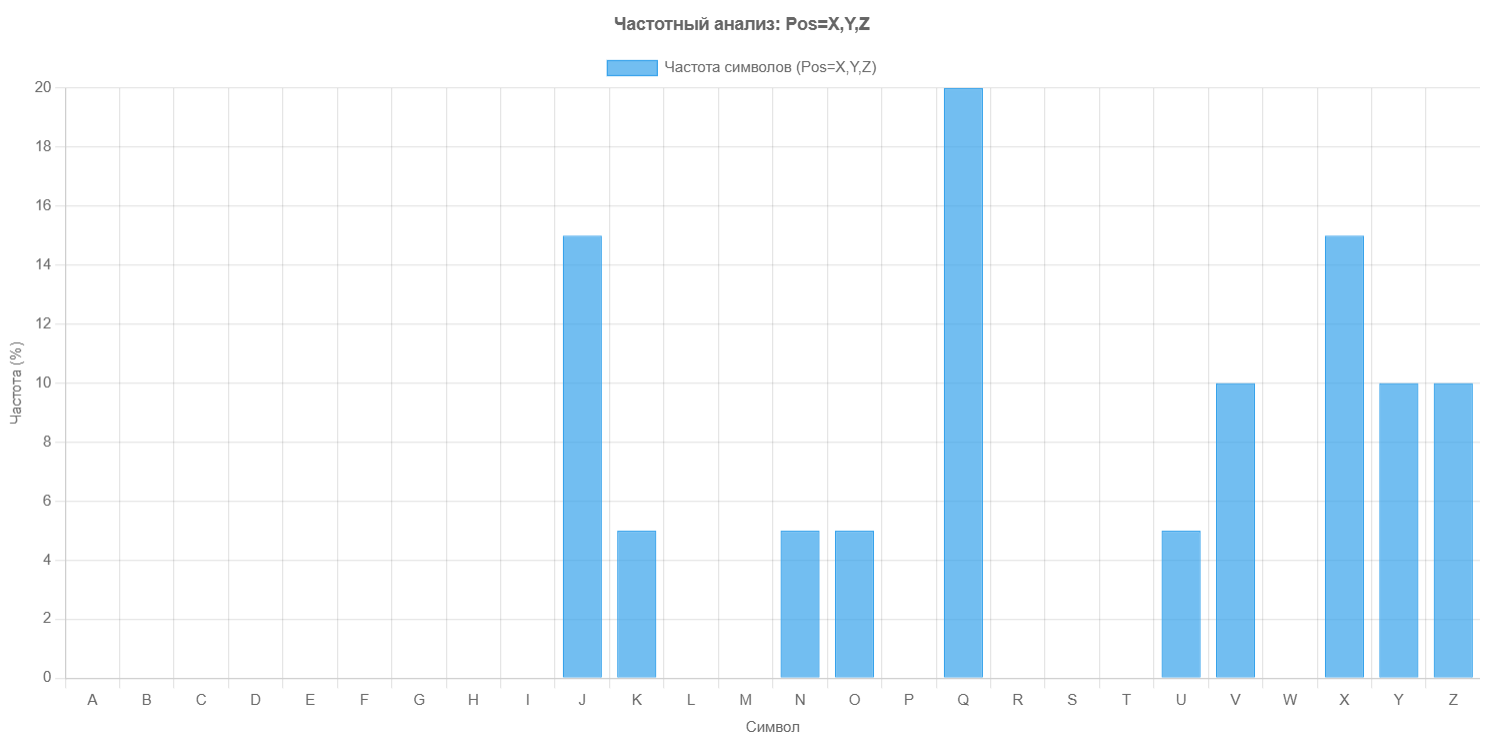 Частотный анализ: Pos=X,Y,Z
Частота символов (Pos=X,Y,Z)
20
18
16
14
12
10
8
6
4
2
0
Частота (%)
A B C D E F G H I J K L M N O P Q R S T U V W X Y Z
Символ